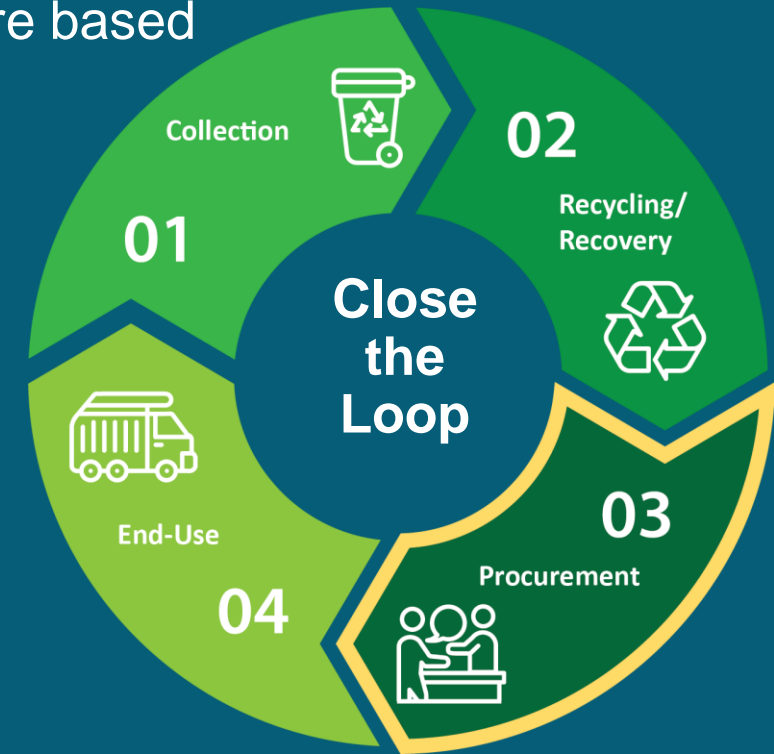 re based
Collection
01
02
Recycling/
Recovery
Close
the
Loop
03
Procurement
End-Use
04